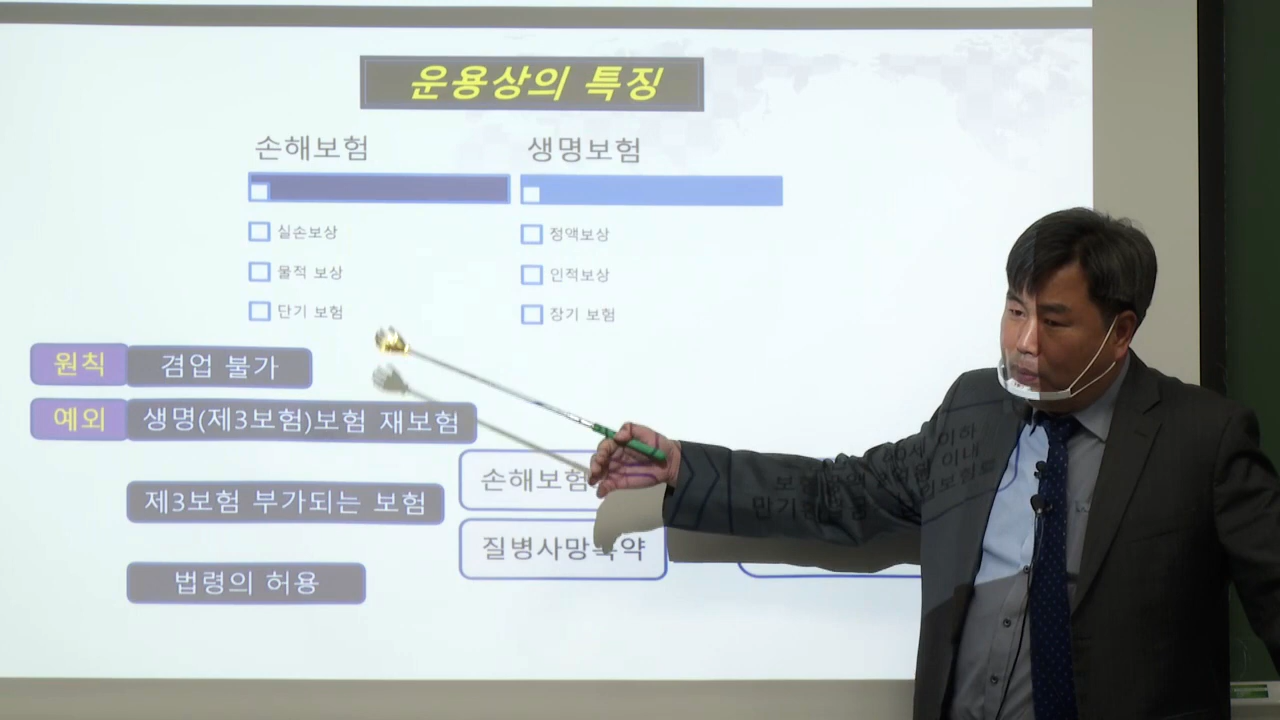 운용상의 특징
손해보험
생명보험
실손보상
정액보상
물적 보상
인적보상
단기 보험
장기 보험
원칙 겸업 불가
예외 생명(제3보험)보험 재보험
손해보험
제3보험 부가되는 보험
질병사망특약
법령의 허용
이하
이내